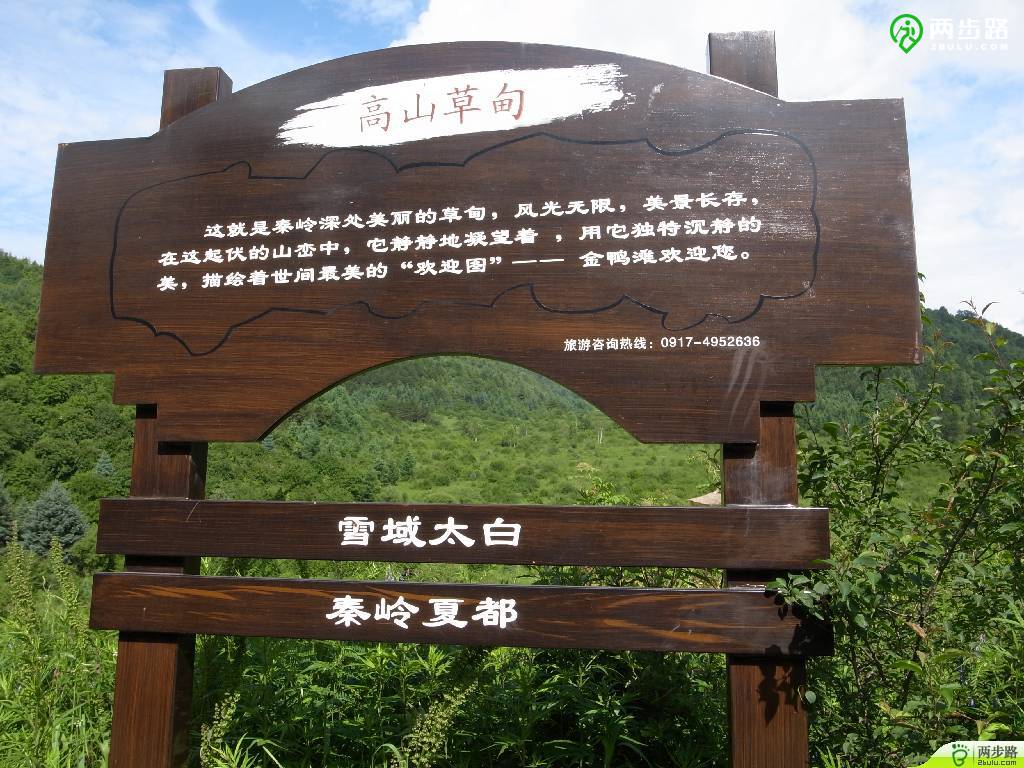 两步路
2BULU.COM
高山草甸
这就是秦岭深处美丽的草甸，风光无限，美景长存，
在这起伏的山峦中，它静静地凝望着 ，用它独特沉静的
美，描绘着世间最美的“欢迎图”—— 金鸭滩欢迎您。
旅游咨询热线：0917-4952636
雪域太白
秦岭夏都
两步路
2bulu.com